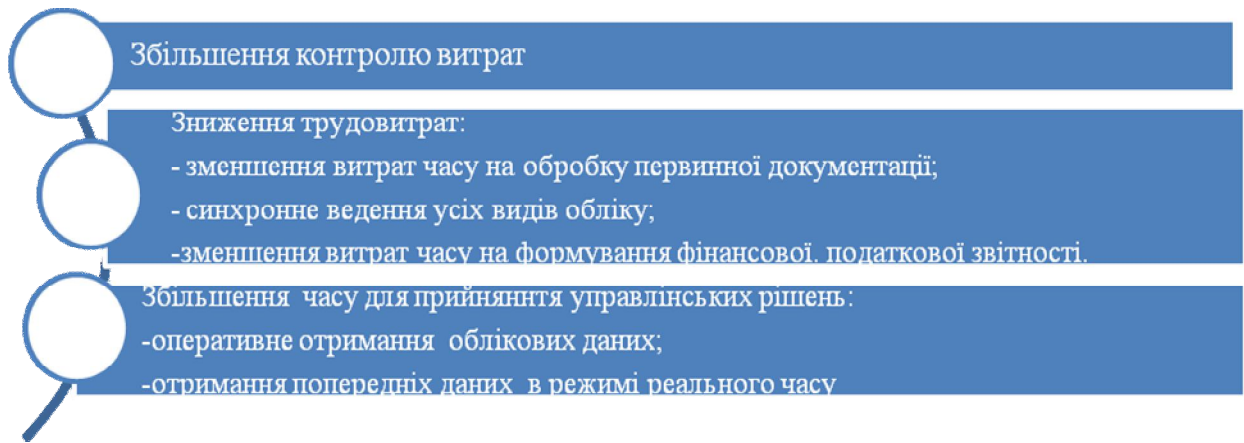 Збільшення контролю витрат
Зниження трудовитрат:
- зменшення витрат часу на обробку первинної документації;
- синхронне ведення усіх видів обліку;
-зменшення витрат часу на формування фінансової. податкової звітності.
Збільшення часу для прийнянтя управлінських рішень:
-оперативне отримання облікових даних;
-отримання попередніх даних в режимі реального часу